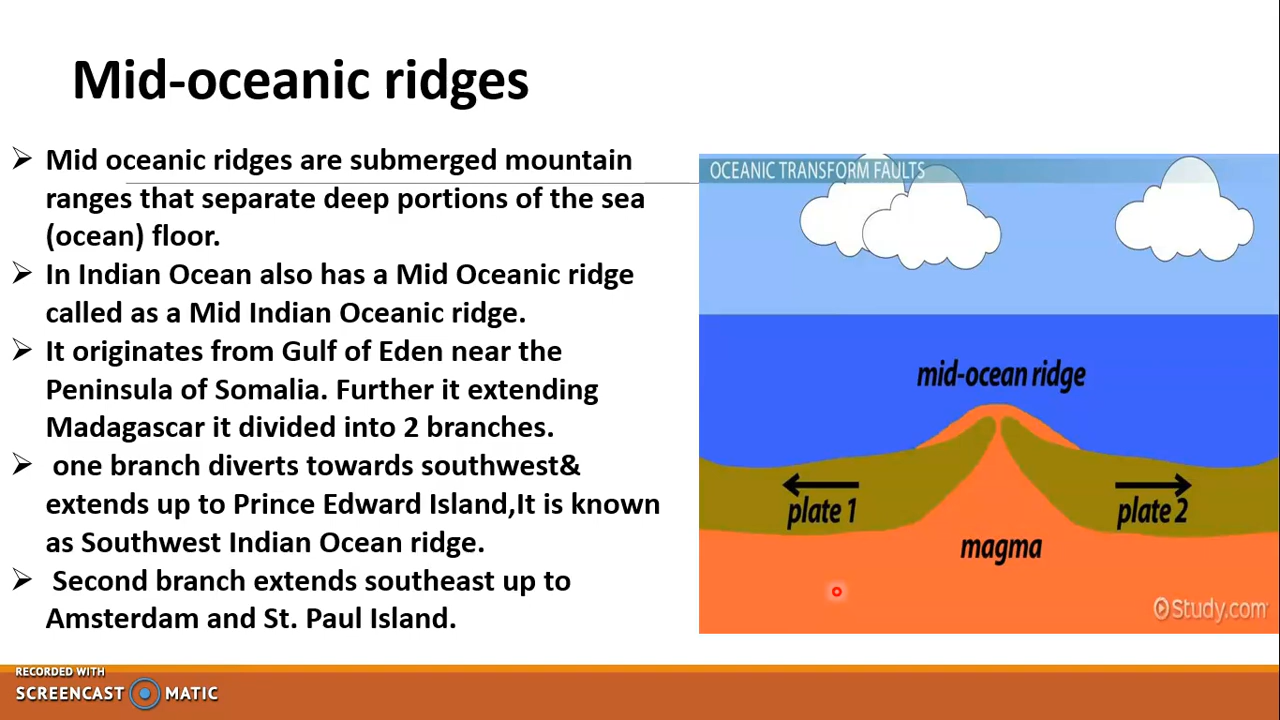 Mid-oceanic ridges
➢ Mid oceanic ridges are submerged mountain
ranges that separate deep portions of the sea
(ocean) floor.
➢ In Indian Ocean also has a Mid Oceanic ridge
called as a Mid Indian Oceanic ridge.
➢ It originates from Gulf of Eden near the
Peninsula of Somalia. Further it extending
Madagascar it divided into 2 branches.
➢ one branch diverts towards southwest&
extends up to Prince Edward Island,It is known
as Southwest Indian Ocean ridge.
➢ Second branch extends southeast up to
Amsterdam and St. Paul Island.
OCEANIC TRANSFORM FAULTS
mid-ocean ridge
plate 1
plate 2
magma
Study.com
RECORDED WITH
SCREENCAST MATIC